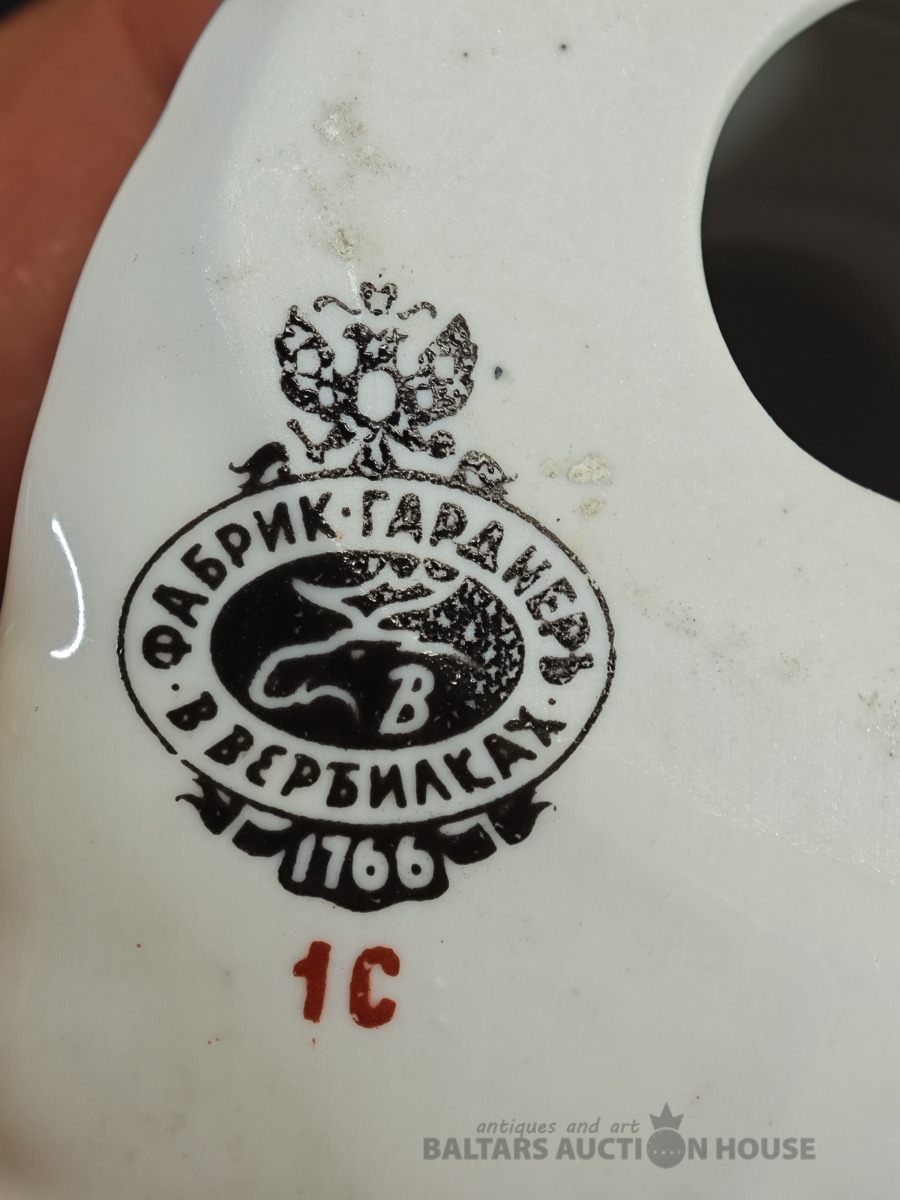 ФАБРИК·ГАРДНЕРЪ
В
·В ВЕРБИЛКАХ·
1766
1С
antiques and art
BALTARS AUCTION HOUSE